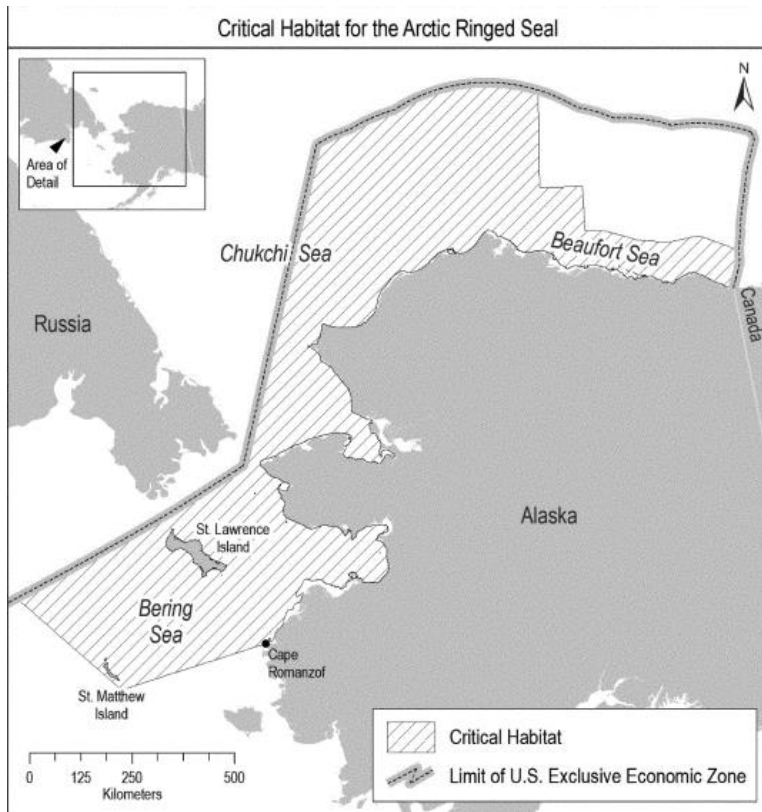 Critical Habitat for the Arctic Ringed Seal
Area of
Detail
N
Chukchi Sea
Beaufort Sea
Russia
Canada
Alaska
St. Lawrence
Island
Bering
Sea
Cape
Romanzof
St. Matthew
Island
Critical Habitat
Limit of U.S. Exclusive Economic Zone
0 125 250 500
Kilometers